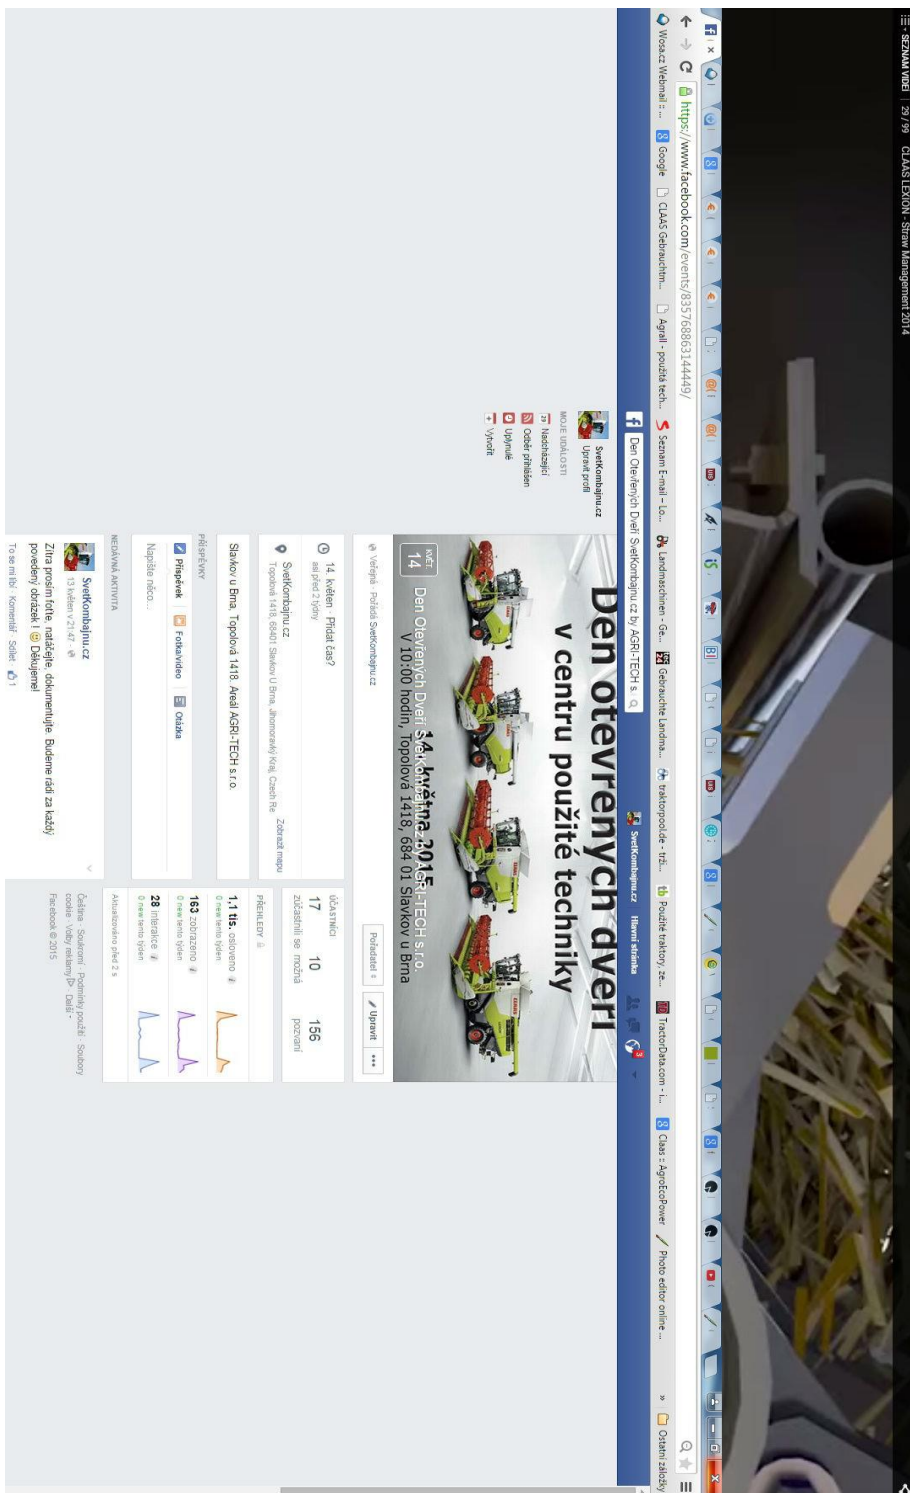 SEZNAM VIDEÍ | 29 / 99 CLAAS LEXION - Straw Management 2014
https://www.facebook.com/events/835768863144449/
Wosa.cz Webmail :: ... Google CLAAS Gebrauchtm... Agrall - použitá tech... Seznam E-mail – Lo... Landmaschinen - Ge... Gebrauchte Landma... traktorpool.de - trži... Použité traktory, ze... TractorData.com - i... Claas :: AgroEcoPower Photo editor online ... » Ostatní záložky
Den Otevřených Dveří SvetKombajnu.cz by AGRI-TECH s. SvetKombajnu.cz Hlavní stránka 3
SvetKombajnu.cz
Upravit profil
MOJE UDÁLOSTI
29 Nadcházející
Odběr přihlášen
Uplynulé
Vytvořit
Den otevřených dveří
v centru použité techniky
14. května 2015
V 10:00 hodin, Topolová 1418, 684 01 Slavkov u Brna
KVĚT.
14
Den Otevřených Dveří SvetKombajnu.cz by AGRI-TECH s.r.o.
Veřejná · Pořádá SvetKombajnu.cz
Pořadatel Upravit •••
14. květen · Přidat čas?
asi před 2 týdny
SvetKombajnu.cz
Topolová 1418, 68401 Slavkov U Brna, Jihomoravký Kraj, Czech Re
Zobrazit mapu
Slavkov u Brna, Topolová 1418. Areál AGRI-TECH s.r.o.
PŘÍSPĚVKY
Příspěvek Fotka/video Otázka
Napište něco...
NEDÁVNÁ AKTIVITA
SvetKombajnu.cz
13 květen v 21:47 ·
Zítra prosím foťte, natáčejte, dokumentujte. Budeme rádi za každý
povedený obrázek ! Děkujeme!
To se mi líbí · Komentář · Sdílet · 1
ÚČASTNÍCI
17 10 156
zúčastnili se možná pozvaní
PŘEHLEDY
1,1 tis. osloveno
0 new tento týden
163 zobrazeno
0 new tento týden
28 interakce
0 new tento týden
Aktualizováno před 2 s
Čeština · Soukromí · Podmínky použití · Soubory
cookie · Volby reklamy · Další
Facebook © 2015